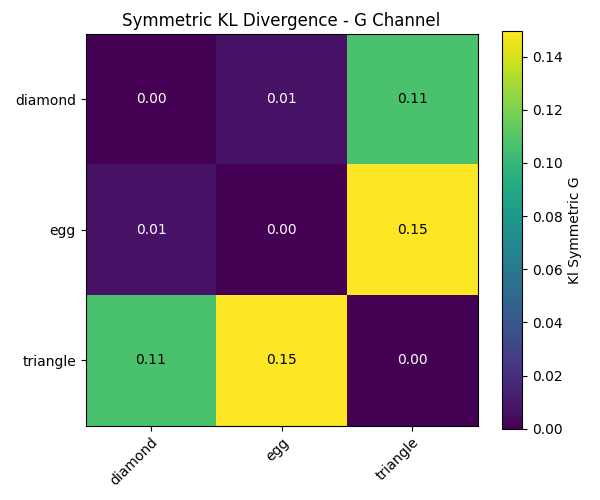 Symmetric KL Divergence - G Channel
diamond 0.00 0.01 0.11
egg 0.01 0.00 0.15
triangle 0.11 0.15 0.00
diamond egg triangle
0.14
0.12
0.10
0.08
0.06
0.04
0.02
0.00
Kl Symmetric G